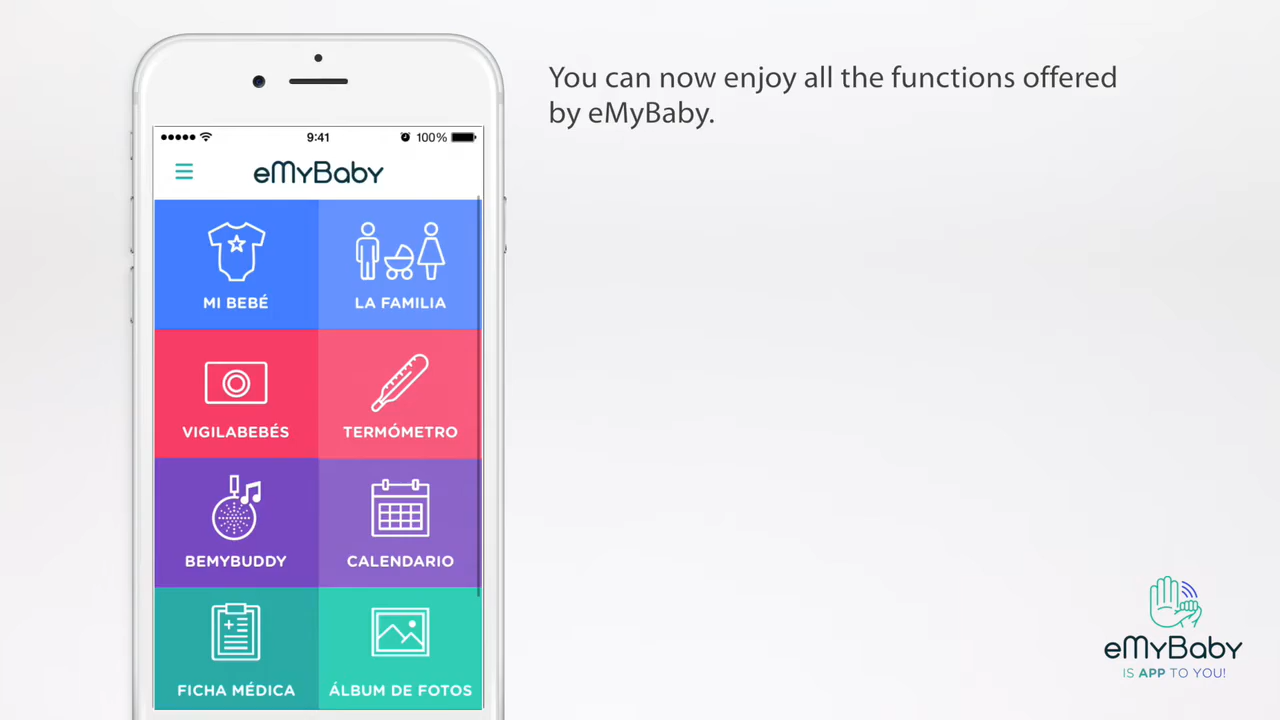 You can now enjoy all the functions offered
by eMyBaby.
9:41
100%
eMyBaby
MI BEBÉ
LA FAMILIA
VIGILABEBÉS
TERMÓMETRO
BEMYBUDDY
CALENDARIO
FICHA MÉDICA
ÁLBUM DE FOTOS
eMyBaby
IS APP TO YOU!